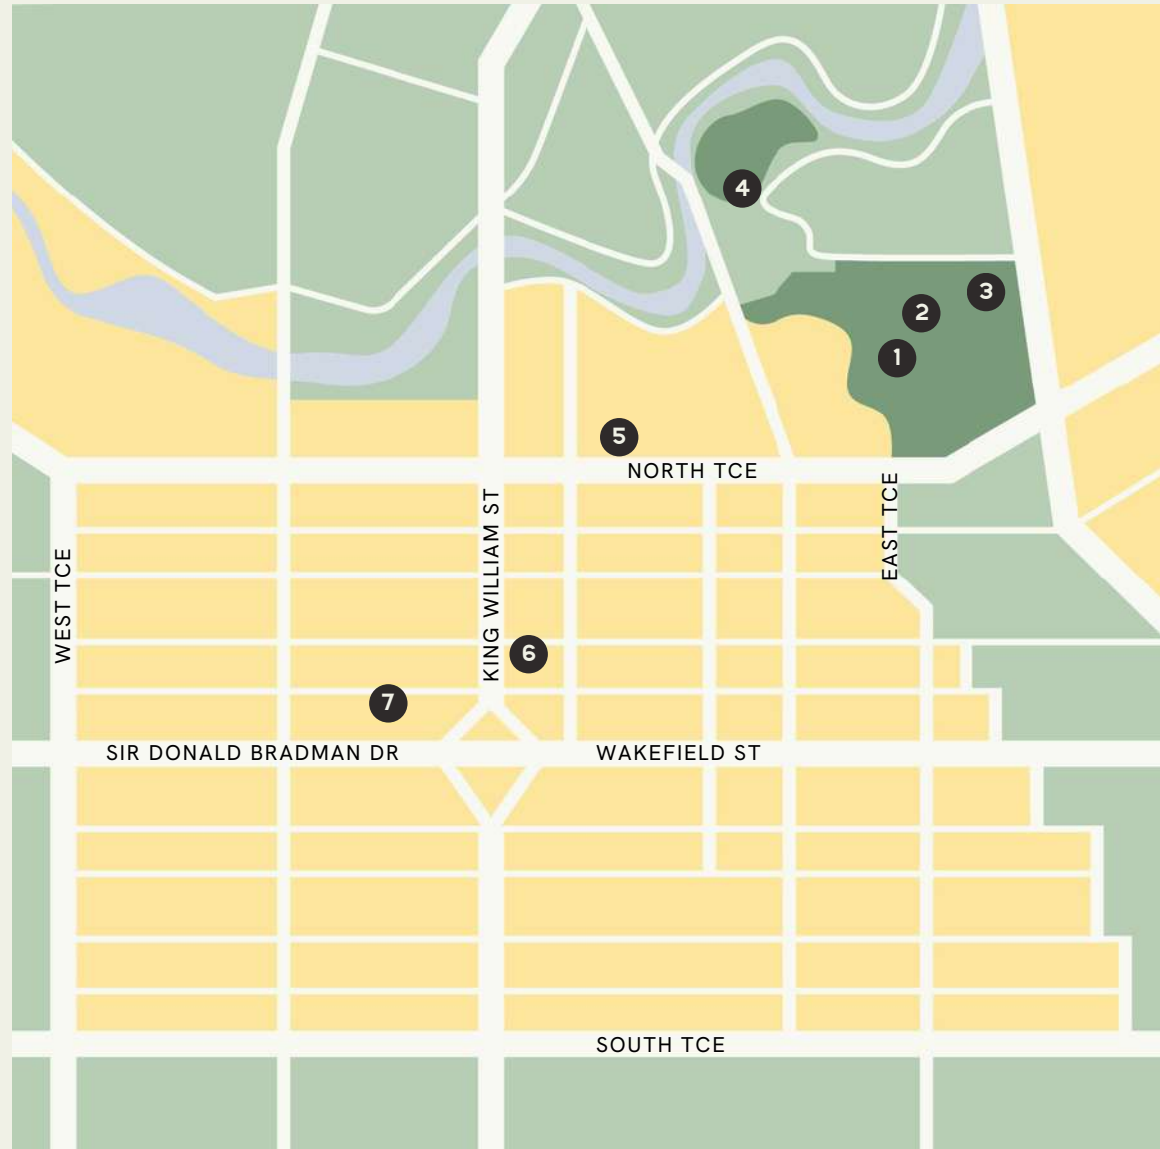 4
3
2
1
5
NORTH TCE
EAST TCE
KING WILLIAM ST
WEST TCE
6
7
SIR DONALD BRADMAN DR
WAKEFIELD ST
SOUTH TCE